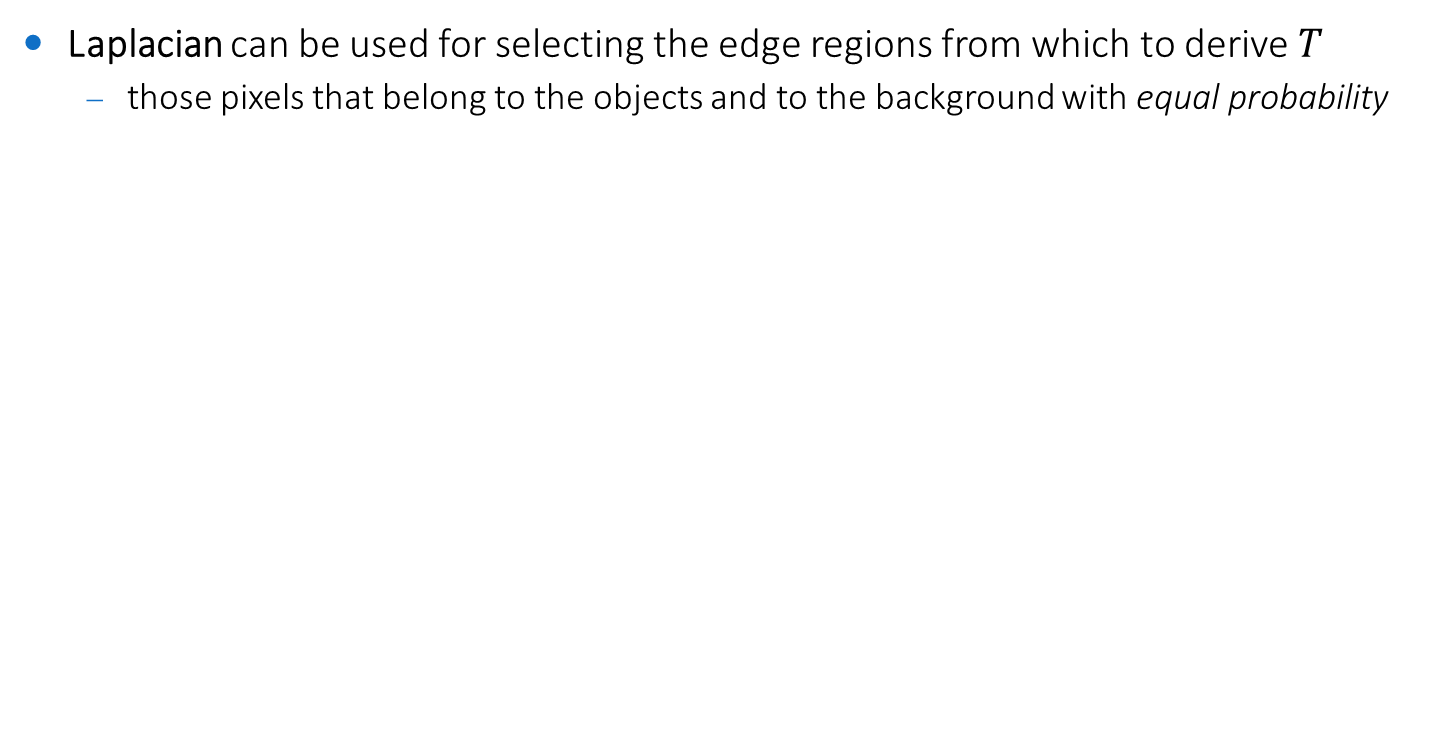 • Laplacian can be used for selecting the edge regions from which to derive T
– those pixels that belong to the objects and to the background with equal probability